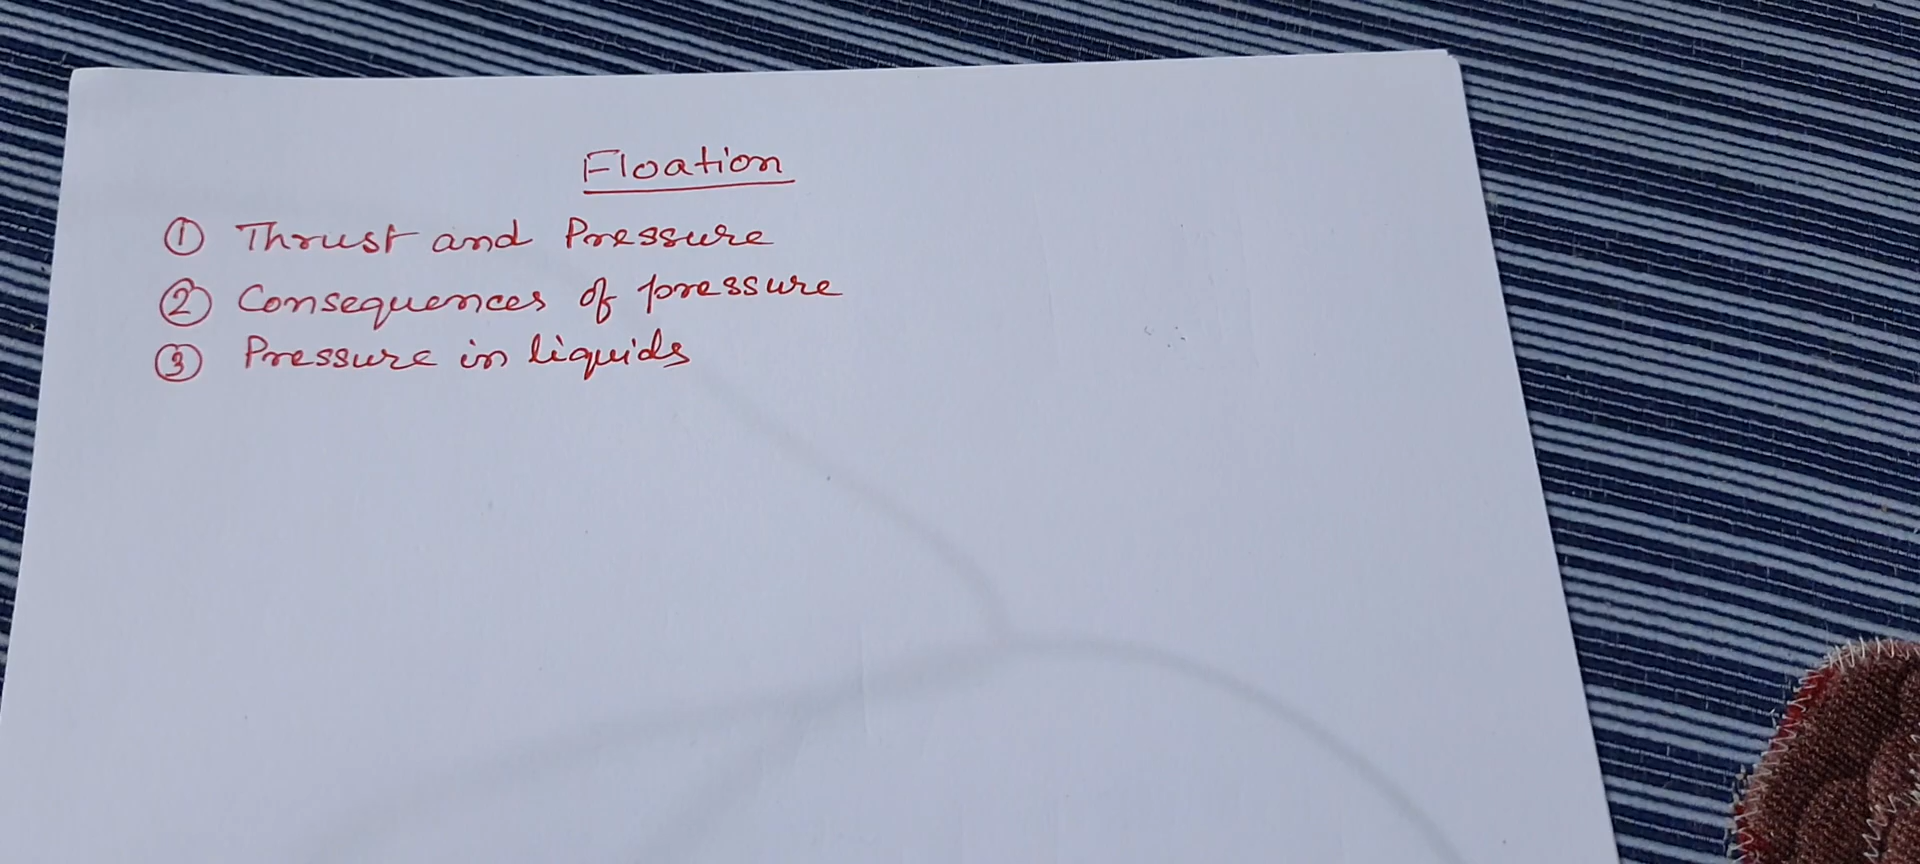 Floation
① Thrust and Pressure
② Consequences of pressure
③ Pressure in liquids